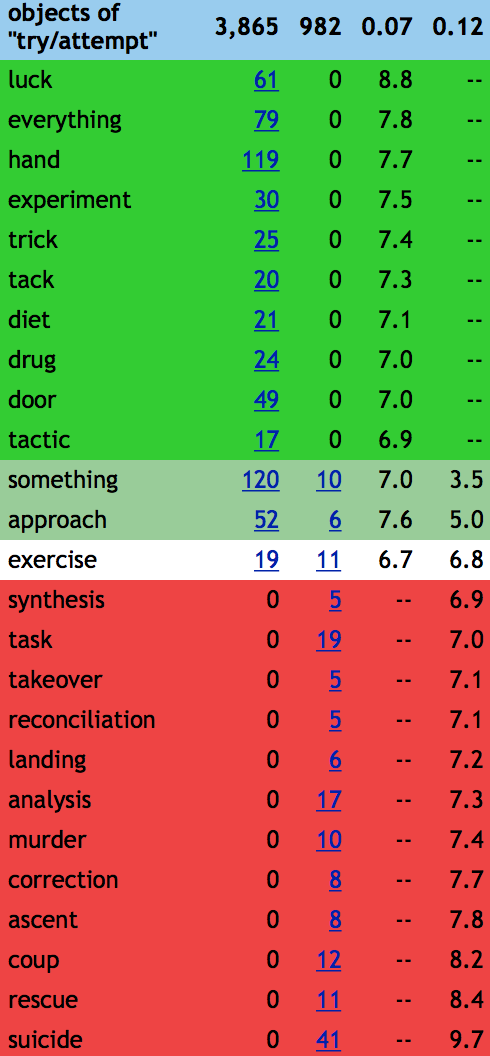 objects of
"try/attempt" 3,865 982 0.07 0.12
luck 61 0 8.8 --
everything 79 0 7.8 --
hand 119 0 7.7 --
experiment 30 0 7.5 --
trick 25 0 7.4 --
tack 20 0 7.3 --
diet 21 0 7.1 --
drug 24 0 7.0 --
door 49 0 7.0 --
tactic 17 0 6.9 --
something 120 10 7.0 3.5
approach 52 6 7.6 5.0
exercise 19 11 6.7 6.8
synthesis 0 5 -- 6.9
task 0 19 -- 7.0
takeover 0 5 -- 7.1
reconciliation 0 5 -- 7.1
landing 0 6 -- 7.2
analysis 0 17 -- 7.3
murder 0 10 -- 7.4
correction 0 8 -- 7.7
ascent 0 8 -- 7.8
coup 0 12 -- 8.2
rescue 0 11 -- 8.4
suicide 0 41 -- 9.7